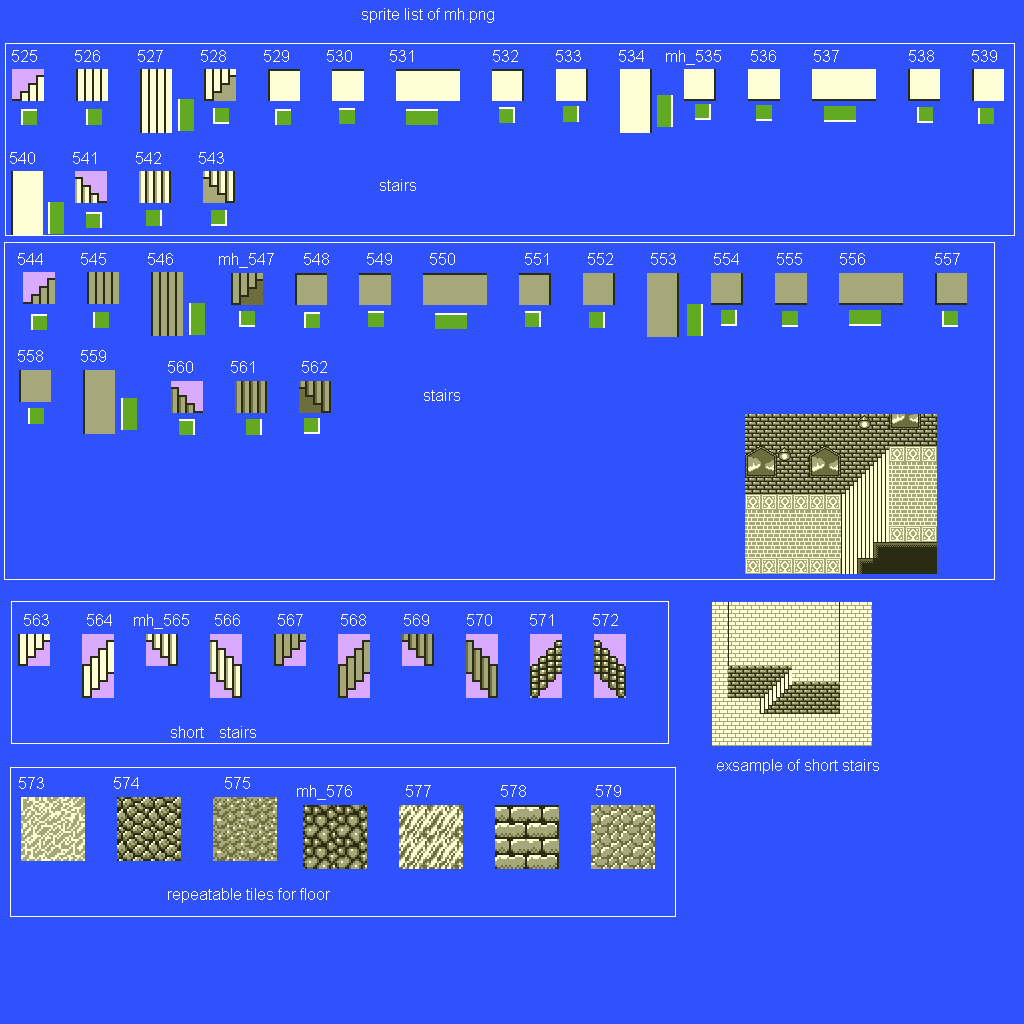 sprite list of mh.png
525 526 527 528 529 530 531 532 533 534 mh_535 536 537 538 539
540 541 542 543
stairs
544 545 546 mh_547 548 549 550 551 552 553 554 555 556 557
558 559 560 561 562
stairs
563 564 mh_565 566 567 568 569 570 571 572
short stairs
exsample of short stairs
573 574 575 mh_576 577 578 579
repeatable tiles for floor